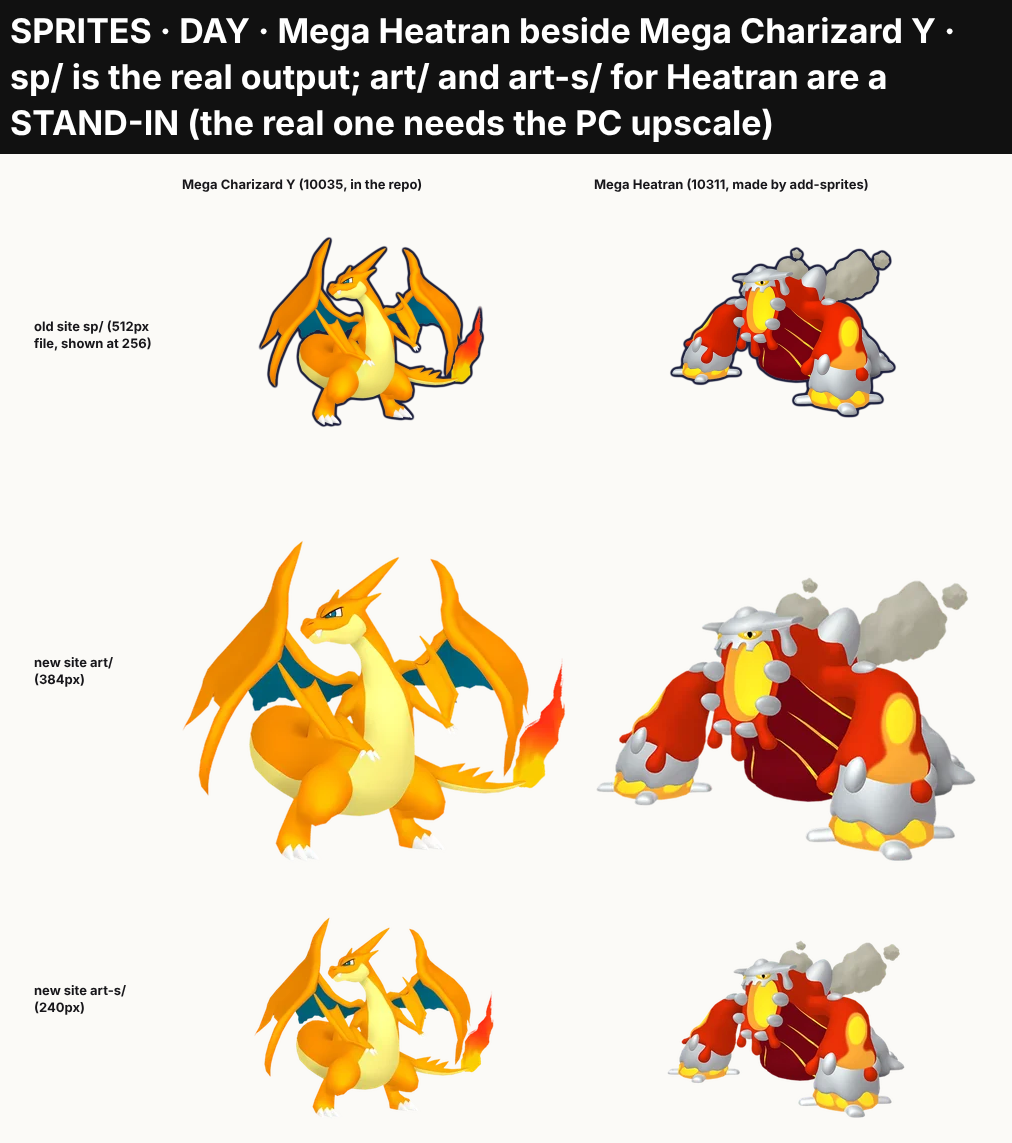 SPRITES · DAY · Mega Heatran beside Mega Charizard Y ·
sp/ is the real output; art/ and art-s/ for Heatran are a
STAND-IN (the real one needs the PC upscale)
Mega Charizard Y (10035, in the repo)
Mega Heatran (10311, made by add-sprites)
old site sp/ (512px
file, shown at 256)
new site art/
(384px)
new site art-s/
(240px)